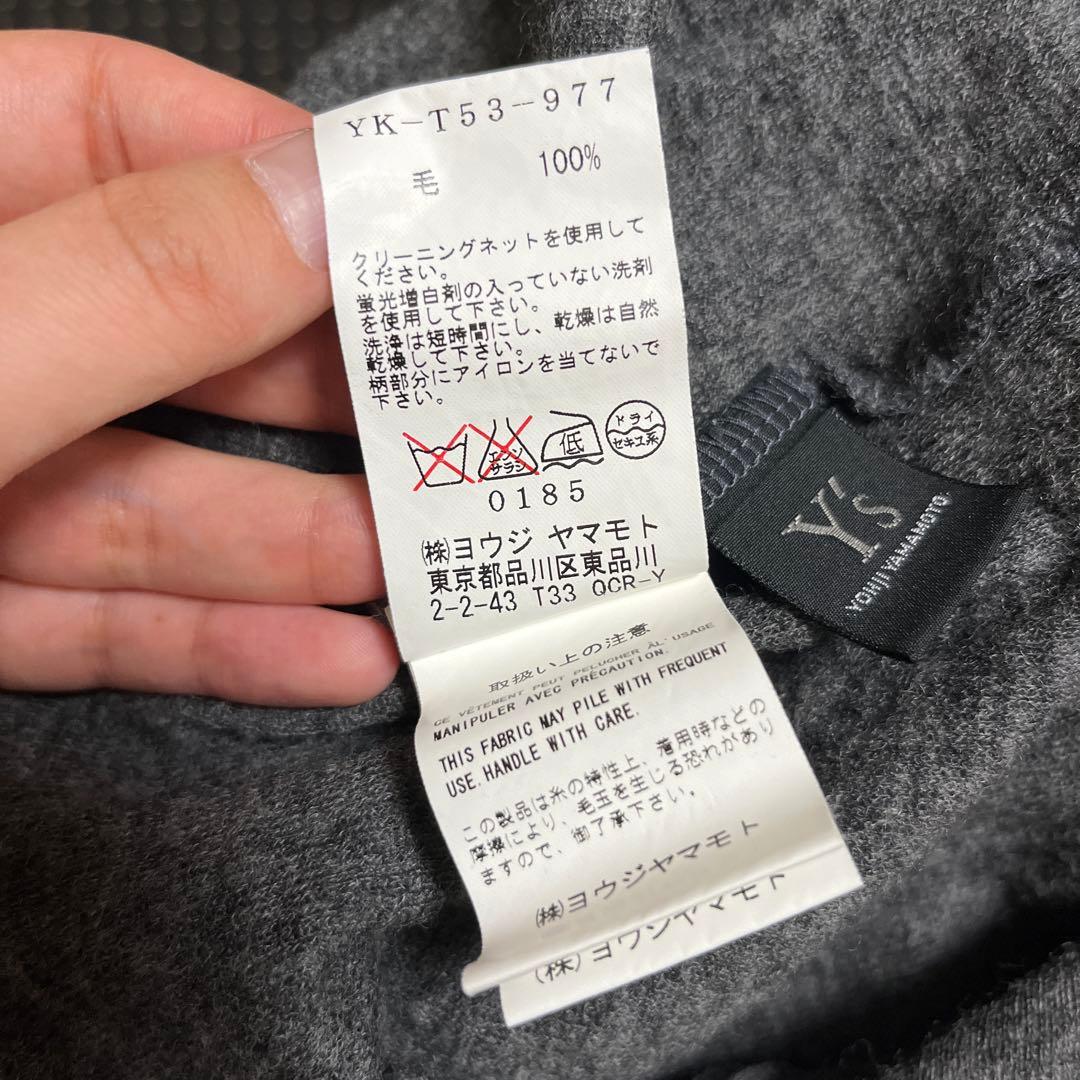 YK-T53-977
毛 100%
クリーニングネットを使用して
ください。
蛍光増白剤の入っていない洗剤
を使用して下さい。
洗浄は短時間にし、乾燥は自然
乾燥して下さい。
柄部分にアイロンを当てないで
下さい。
エンソ
サラシ
低
ドライ
セキユ系
0185
㈱ヨウジ ヤマモト
東京都品川区東品川
2-2-43 T33 QCR-Y
取扱い上の注意
CE VÊTEMENT PEUT PELUCHER ÀL' USAGE
MANIPULER AVEC PRÉCAUTION.
THIS FABRIC MAY PILE WITH FREQUENT
USE. HANDLE WITH CARE.
この製品は糸の特性上、着用時などの
摩擦により、毛玉を生じる恐れがあり
ますので、御了承下さい。
(株)ヨウジヤマモト
(株)ヨウジヤマモト
Y's
YOHJI YAMAMOTO